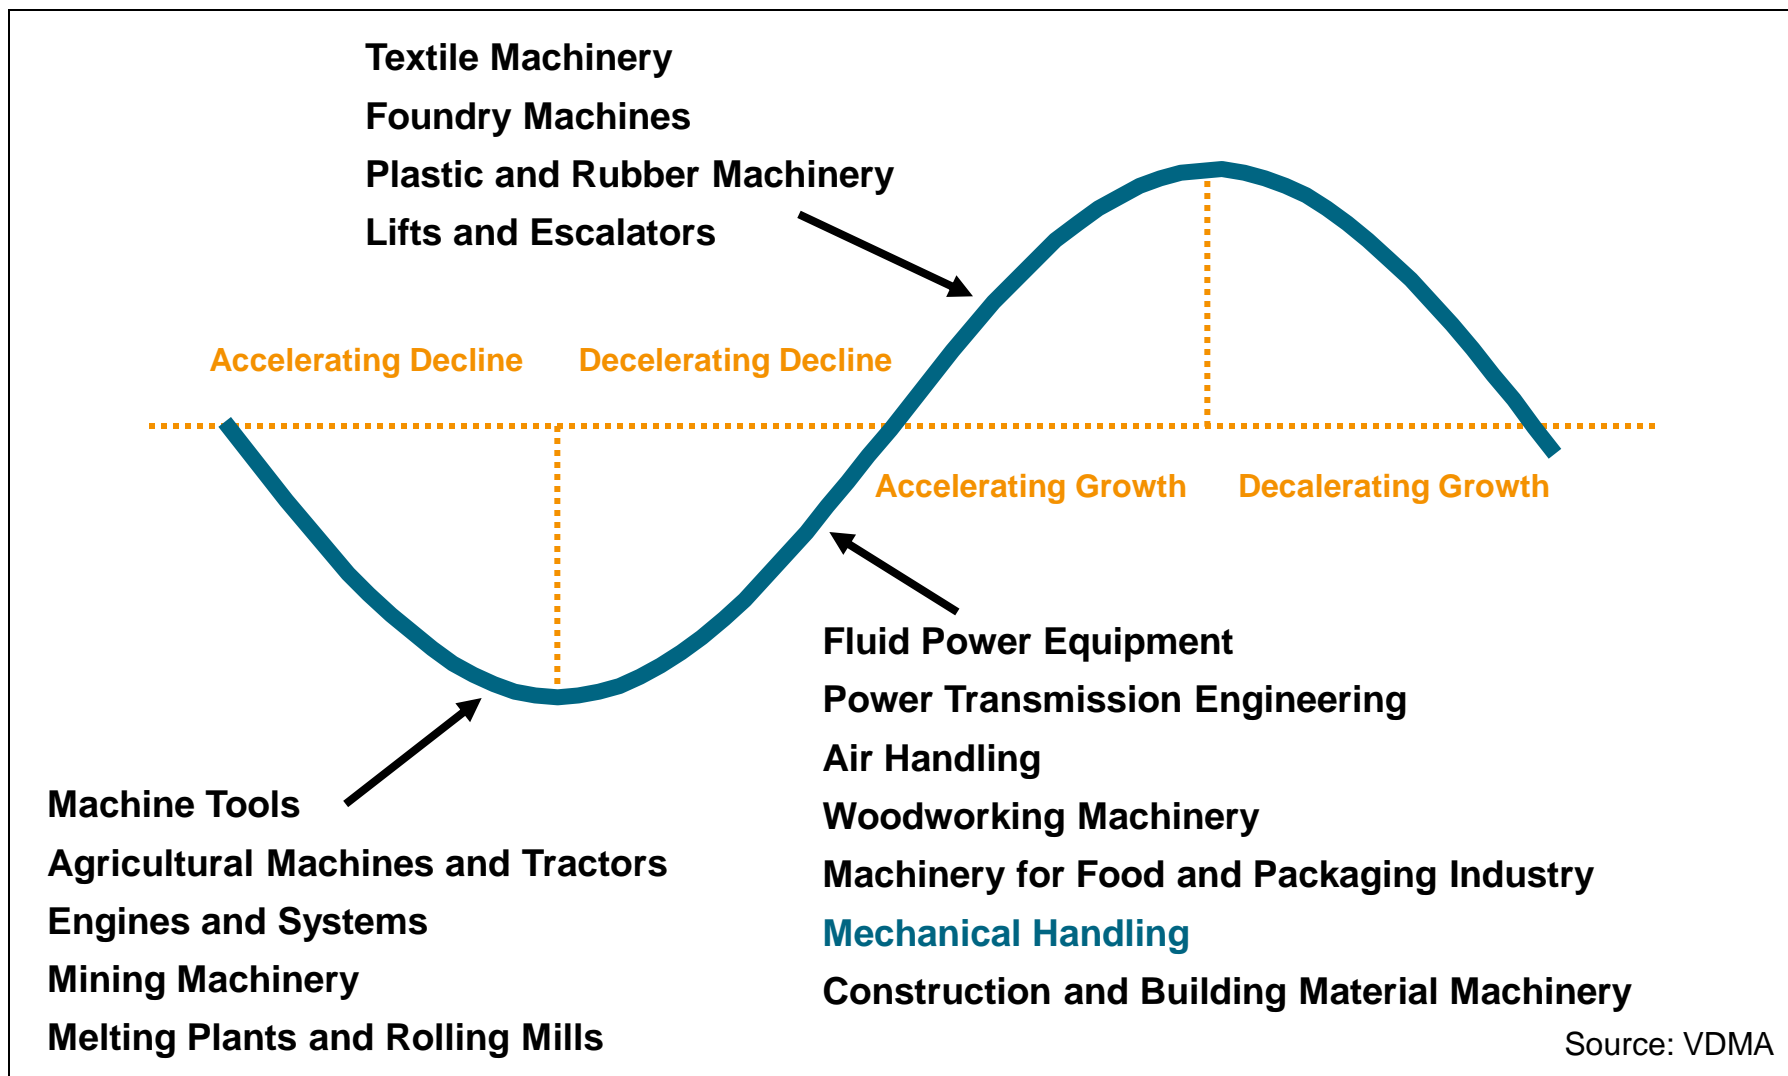 Textile Machinery
Foundry Machines
Plastic and Rubber Machinery
Lifts and Escalators
Accelerating Decline
Decelerating Decline
Accelerating Growth
Decalerating Growth
Machine Tools
Agricultural Machines and Tractors
Engines and Systems
Mining Machinery
Melting Plants and Rolling Mills
Fluid Power Equipment
Power Transmission Engineering
Air Handling
Woodworking Machinery
Machinery for Food and Packaging Industry
Mechanical Handling
Construction and Building Material Machinery
Source: VDMA